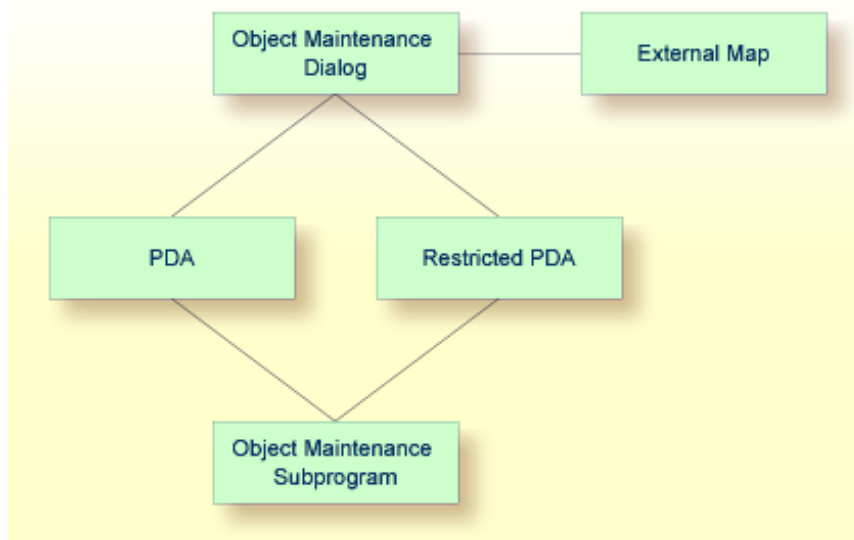 Object Maintenance
Dialog
External Map
PDA
Restricted PDA
Object Maintenance
Subprogram